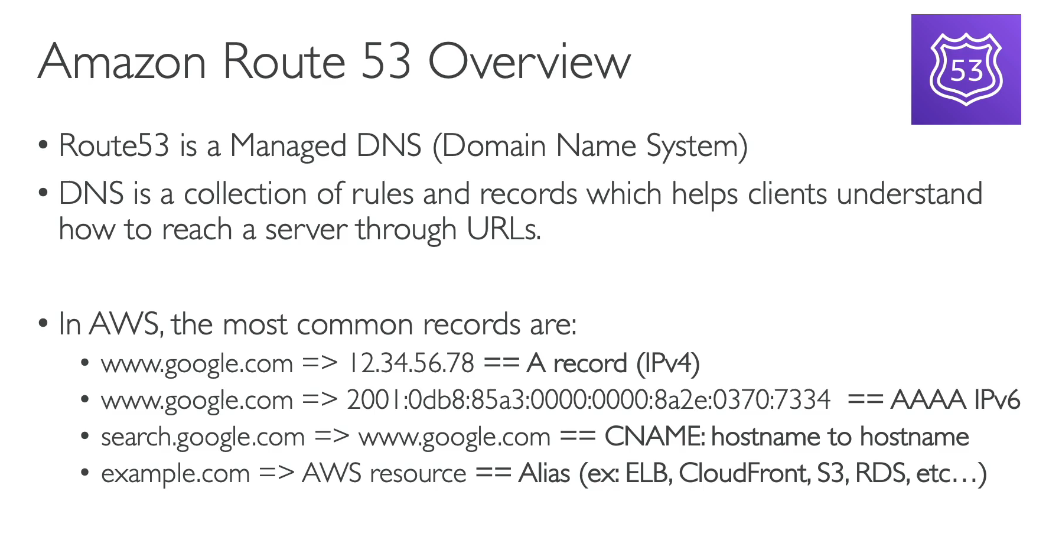 Amazon Route 53 Overview
53
• Route53 is a Managed DNS (Domain Name System)
• DNS is a collection of rules and records which helps clients understand
how to reach a server through URLs.
• In AWS, the most common records are:
• www.google.com => 12.34.56.78 == A record (IPv4)
• www.google.com => 2001:0db8:85a3:0000:0000:8a2e:0370:7334 == AAAA IPv6
• search.google.com => www.google.com == CNAME: hostname to hostname
• example.com => AWS resource == Alias (ex: ELB, CloudFront, S3, RDS, etc…)